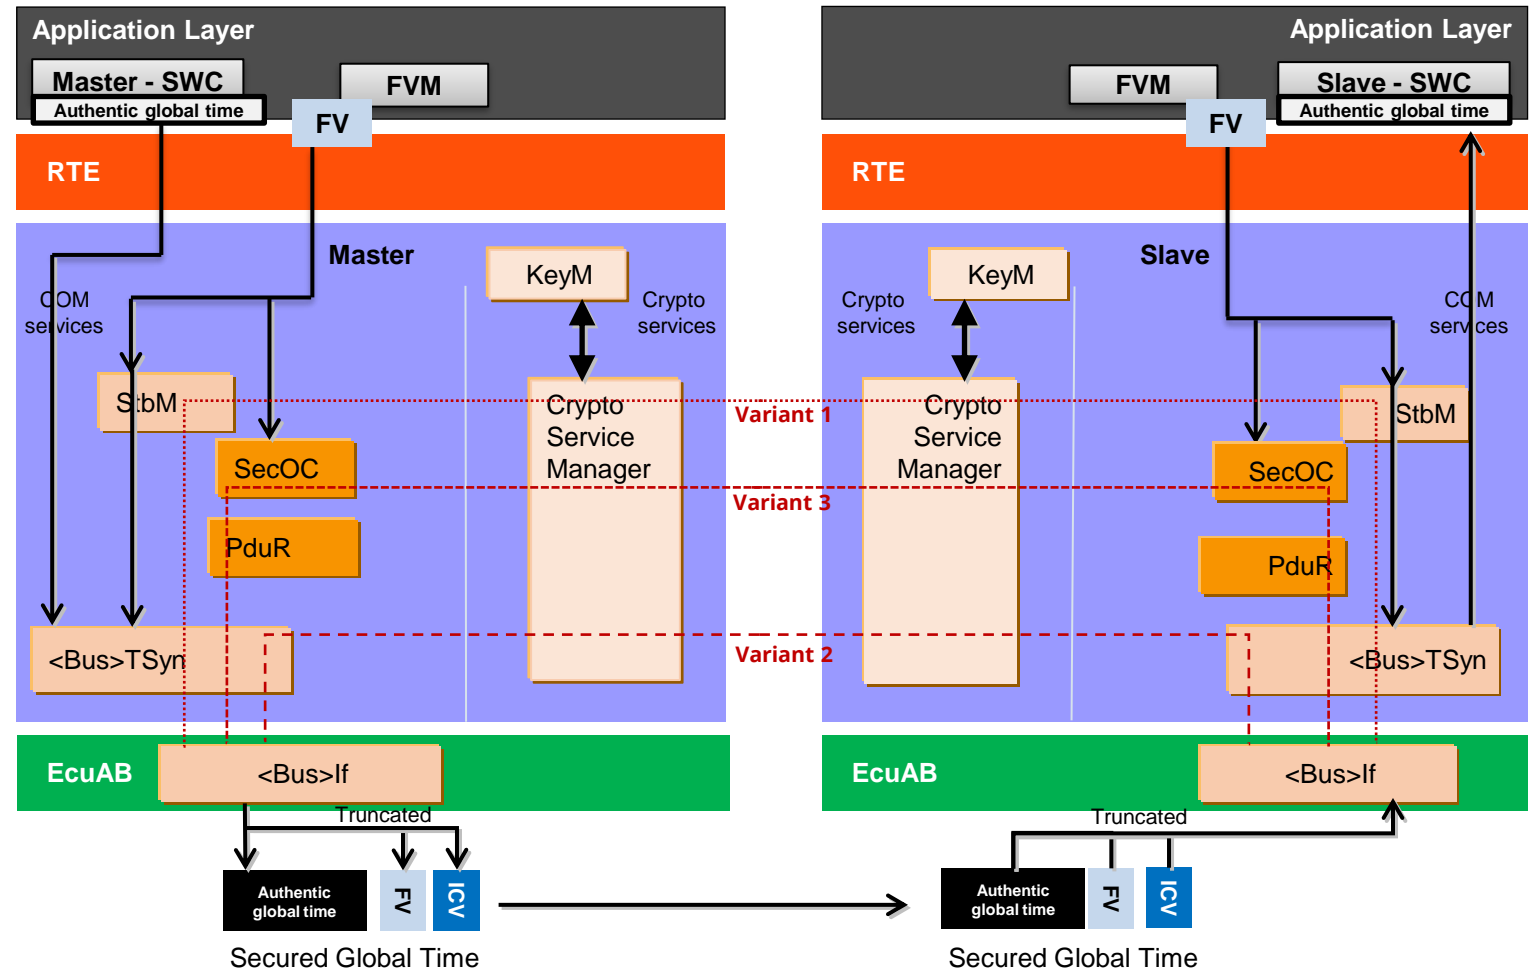 Application Layer
Master - SWC
Authentic global time
FVM
FV
RTE
Master
COM
services
KeyM
Crypto
services
StbM
SecOC
PduR
Crypto
Service
Manager
<Bus>TSyn
EcuAB
<Bus>If
Truncated
Authentic
global time
FV
ICV
Secured Global Time
Variant 1
Variant 3
Variant 2
Application Layer
FVM
Slave - SWC
Authentic global time
FV
RTE
Slave
Crypto
services
KeyM
COM
services
Crypto
Service
Manager
StbM
SecOC
PduR
<Bus>TSyn
EcuAB
<Bus>If
Truncated
Authentic
global time
FV
ICV
Secured Global Time